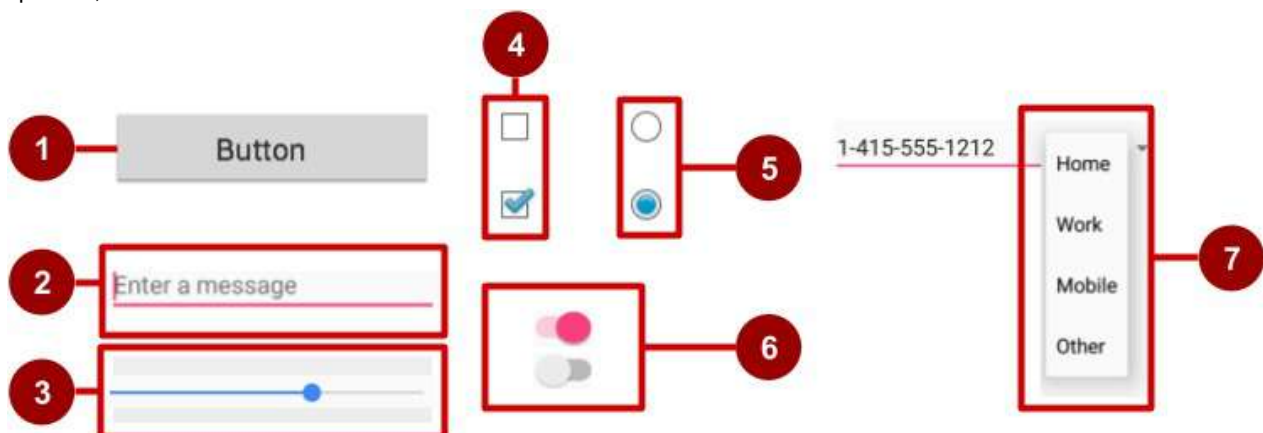 4
1
Button
1-415-555-1212
Home
5
Work
2
Enter a message
7
Mobile
6
Other
3